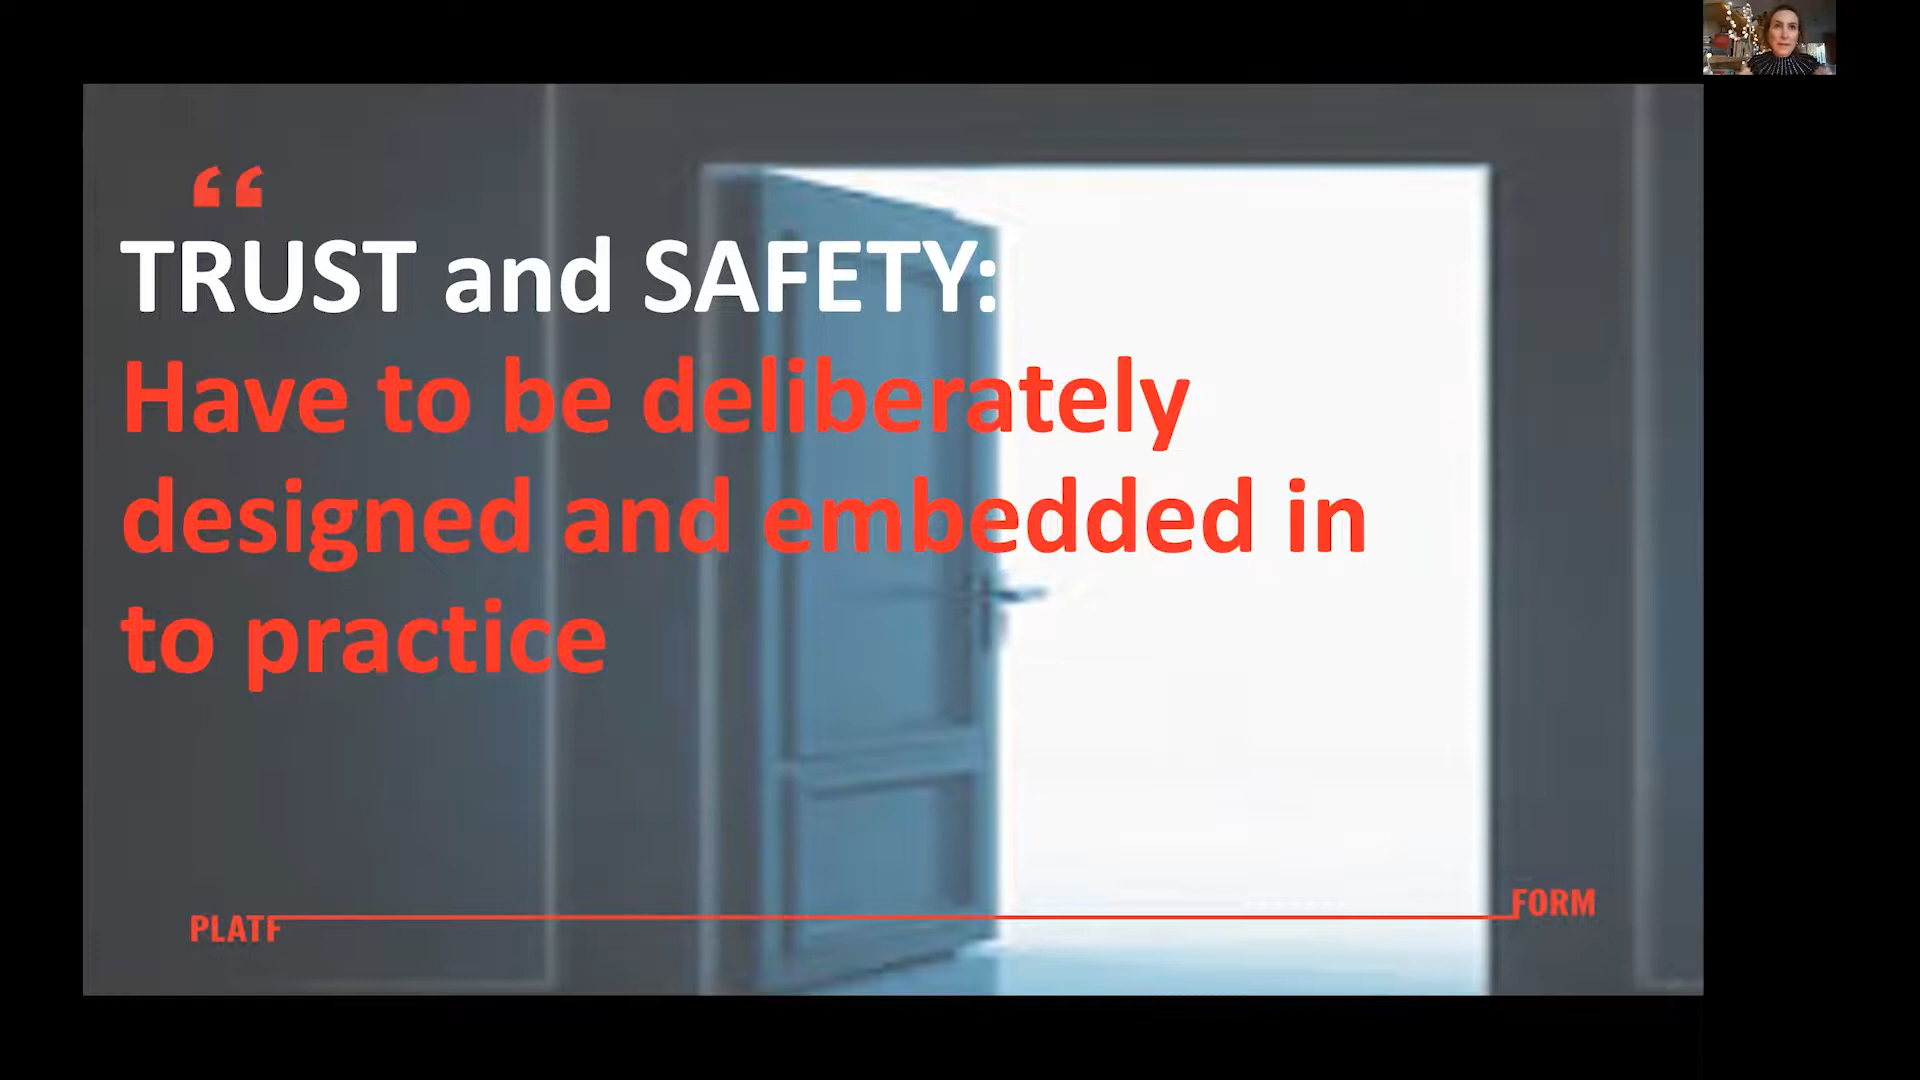 “
TRUST and SAFETY:
Have to be deliberately
designed and embedded in
to practice
PLATF
FORM